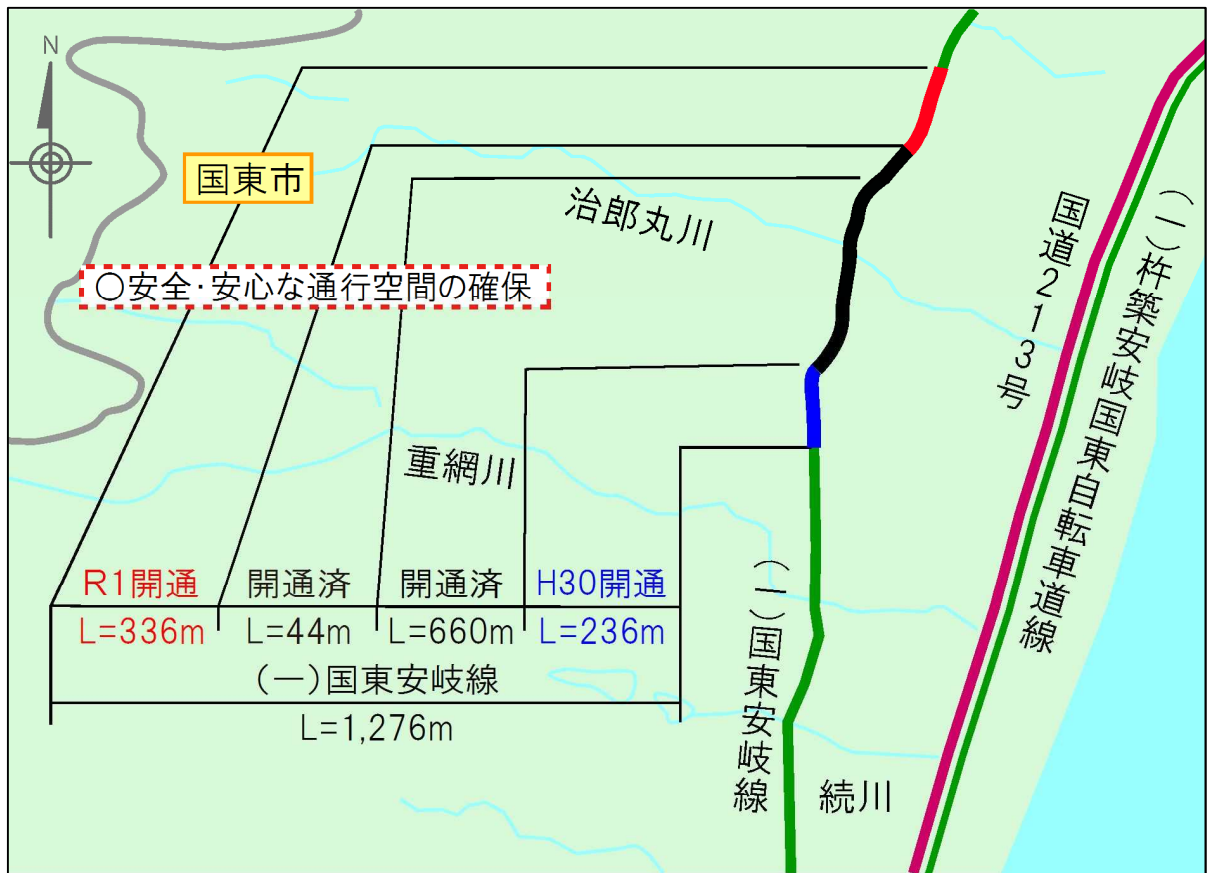 N
国東市
治郎丸川
○安全・安心な通行空間の確保
国道213号
(一)杵築安岐国東自転車道線
重綱川
R1開通
開通済
開通済
H30開通
L=336m
L=44m
L=660m
L=236m
(一)国東安岐線
L=1,276m
(一)国東安岐線
続川